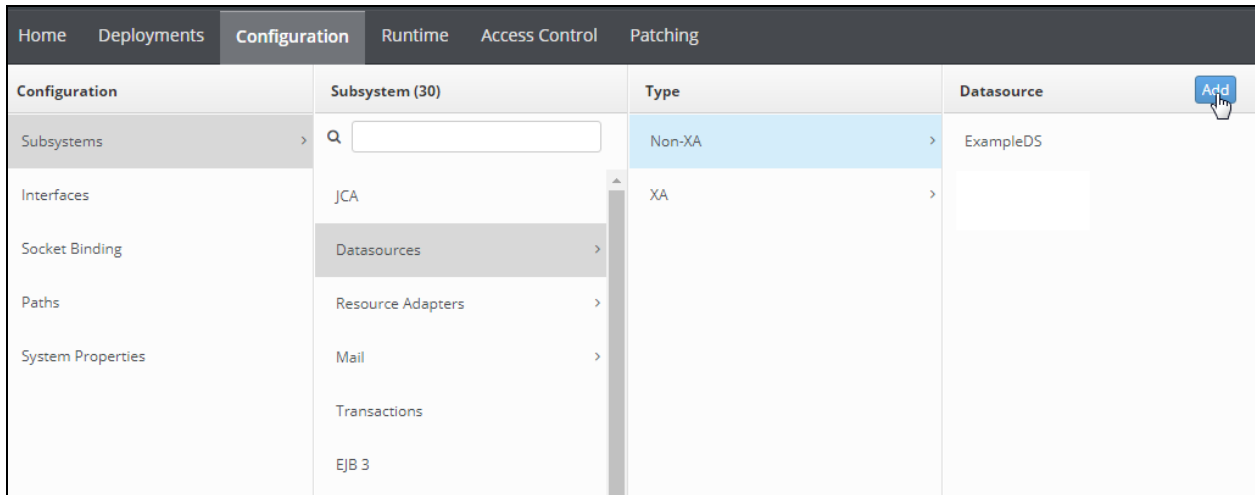 Home Deployments Configuration Runtime Access Control Patching
Configuration Subsystem (30) Type Datasource Add
Subsystems Non-XA ExampleDS
Interfaces JCA XA
Socket Binding Datasources
Paths Resource Adapters
System Properties Mail
Transactions
EJB 3